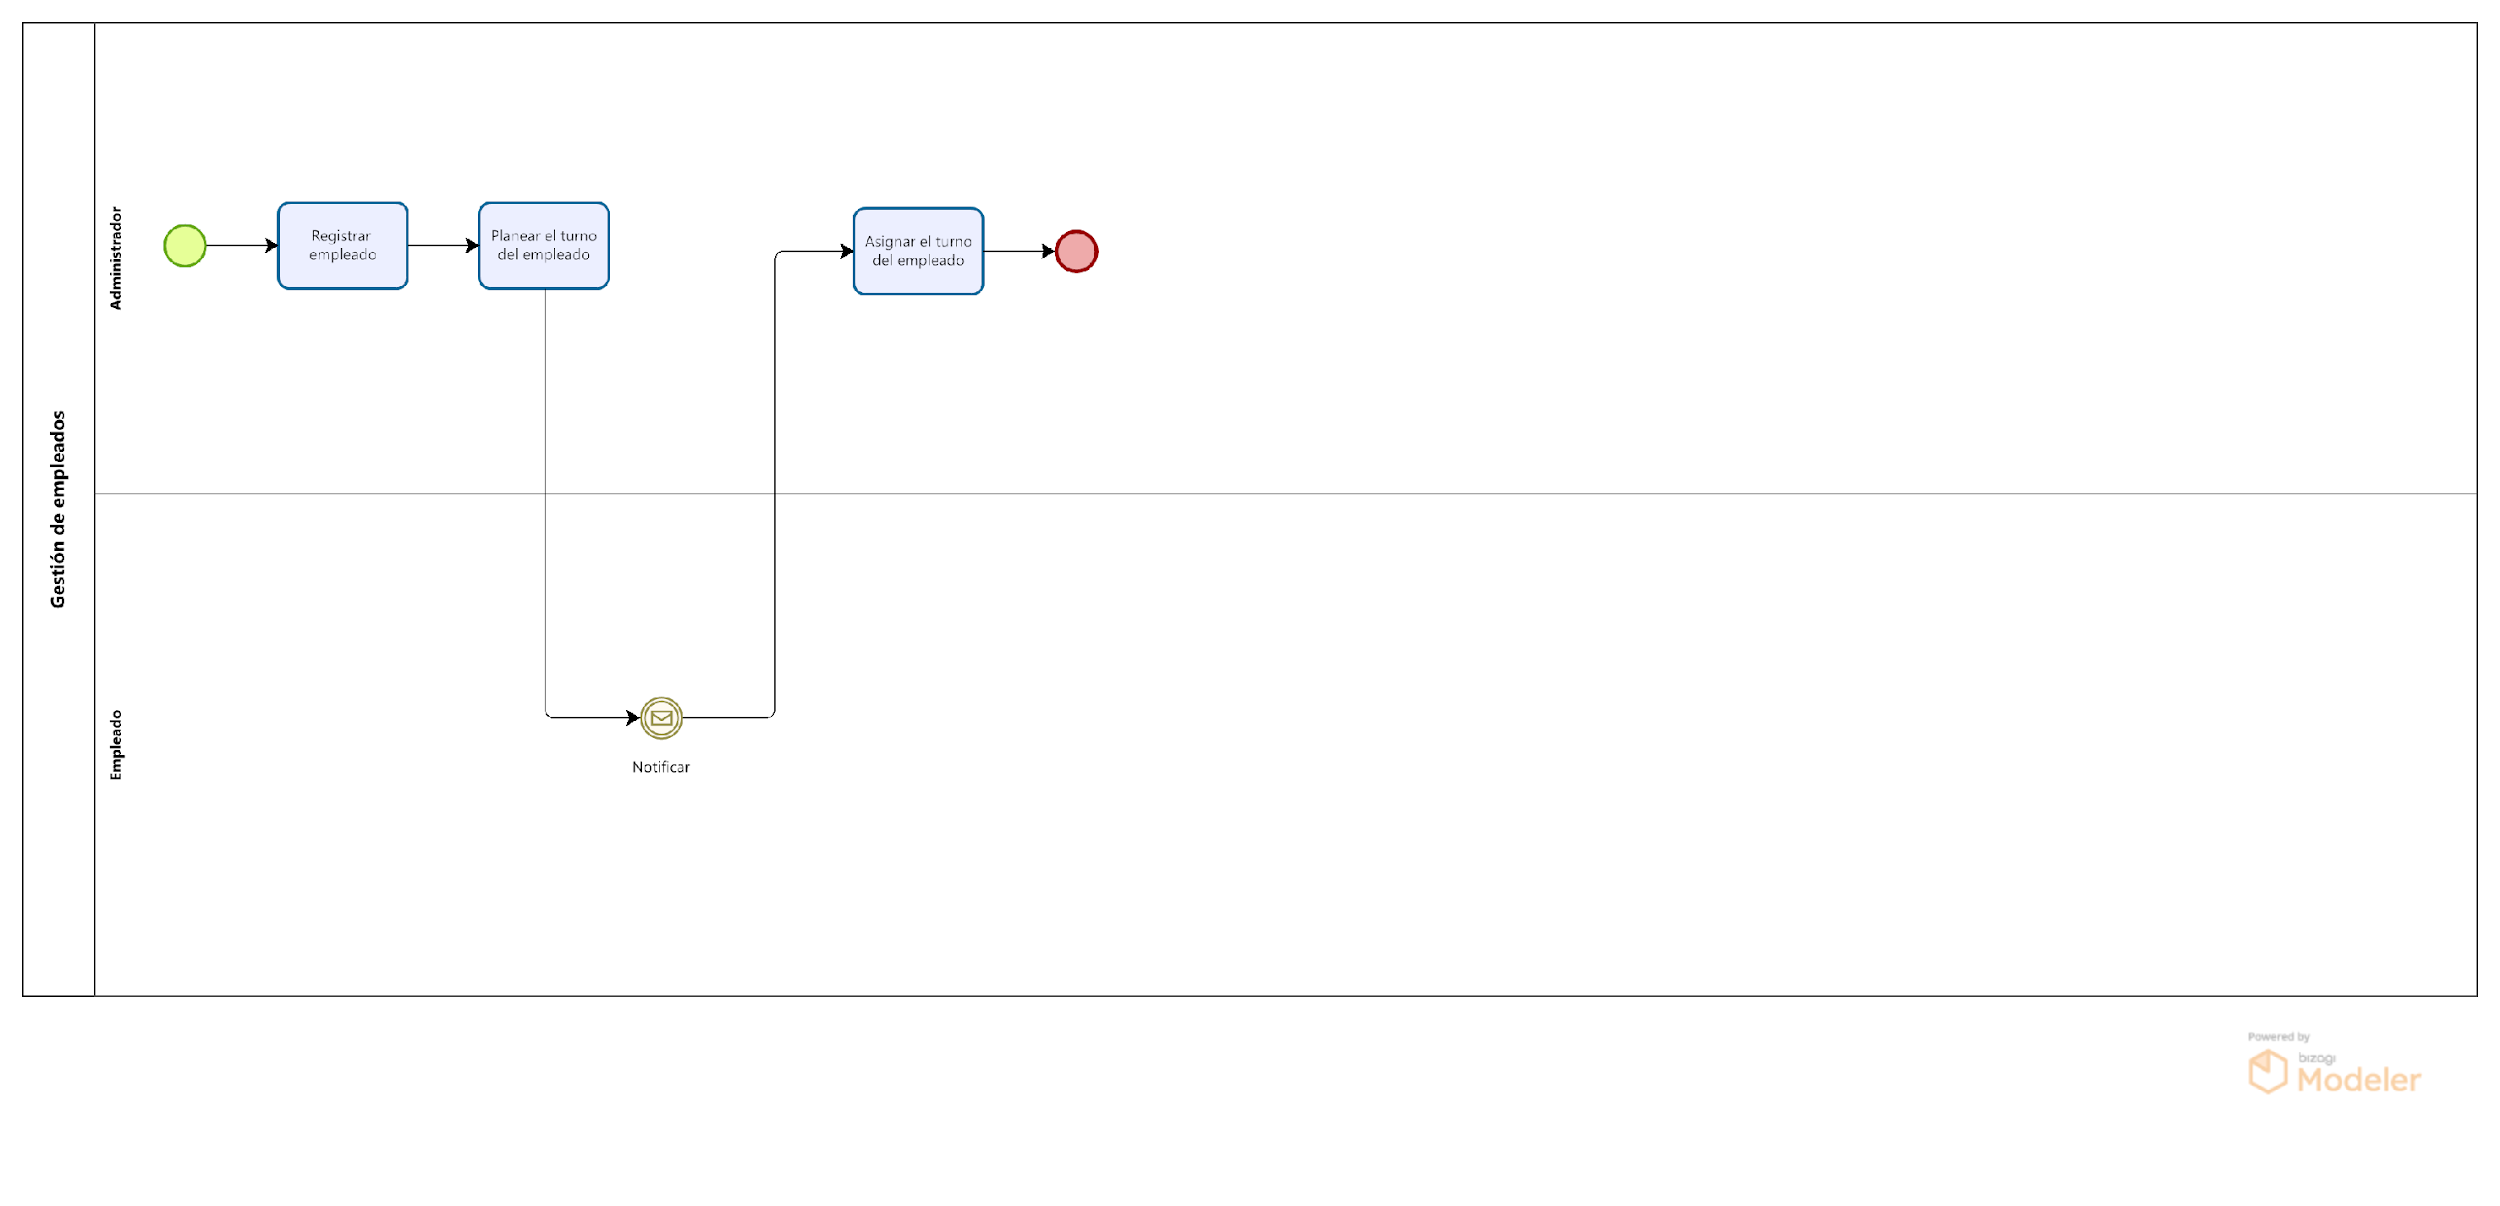 Gestión de empleados
Administrador
Registrar
empleado
Planear el turno
del empleado
Asignar el turno
del empleado
Empleado
Notificar
Powered by
bizagi
Modeler